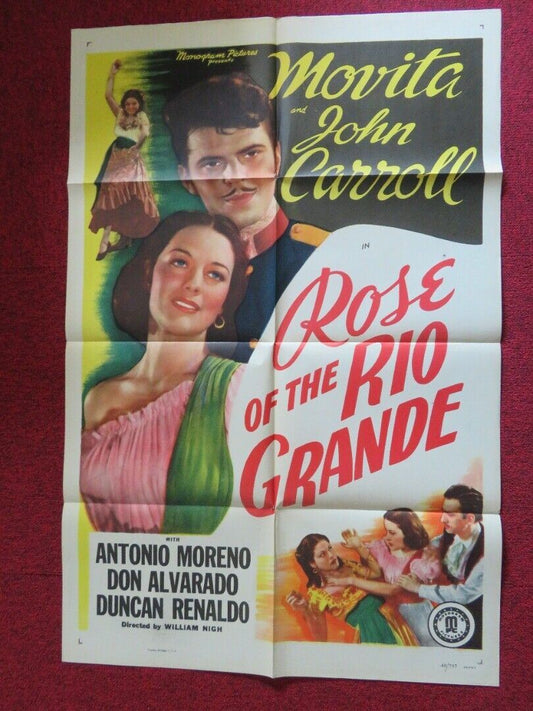 Monogram Pictures
presents
Movita
and
John
Carroll
IN
"Rose
OF THE RIO
GRANDE"
WITH
ANTONIO MORENO
DON ALVARADO
DUNCAN RENALDO
Directed by WILLIAM NIGH